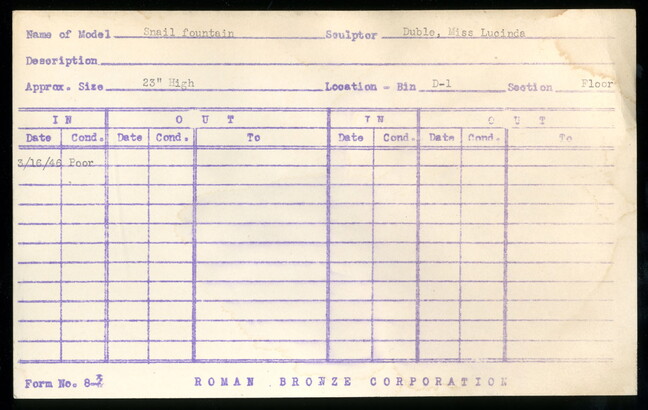 Name of Model Snail fountain Sculptor Duble, Miss Lucinda
Description
Approx. Size 23" High Location - Bin D-1 Section Floor
IN OUT IN OUT
Date Cond. Date Cond. To Date Cond. Date Cond. To
3/16/46 Poor
Form No. 8-3 ROMAN BRONZE CORPORATION